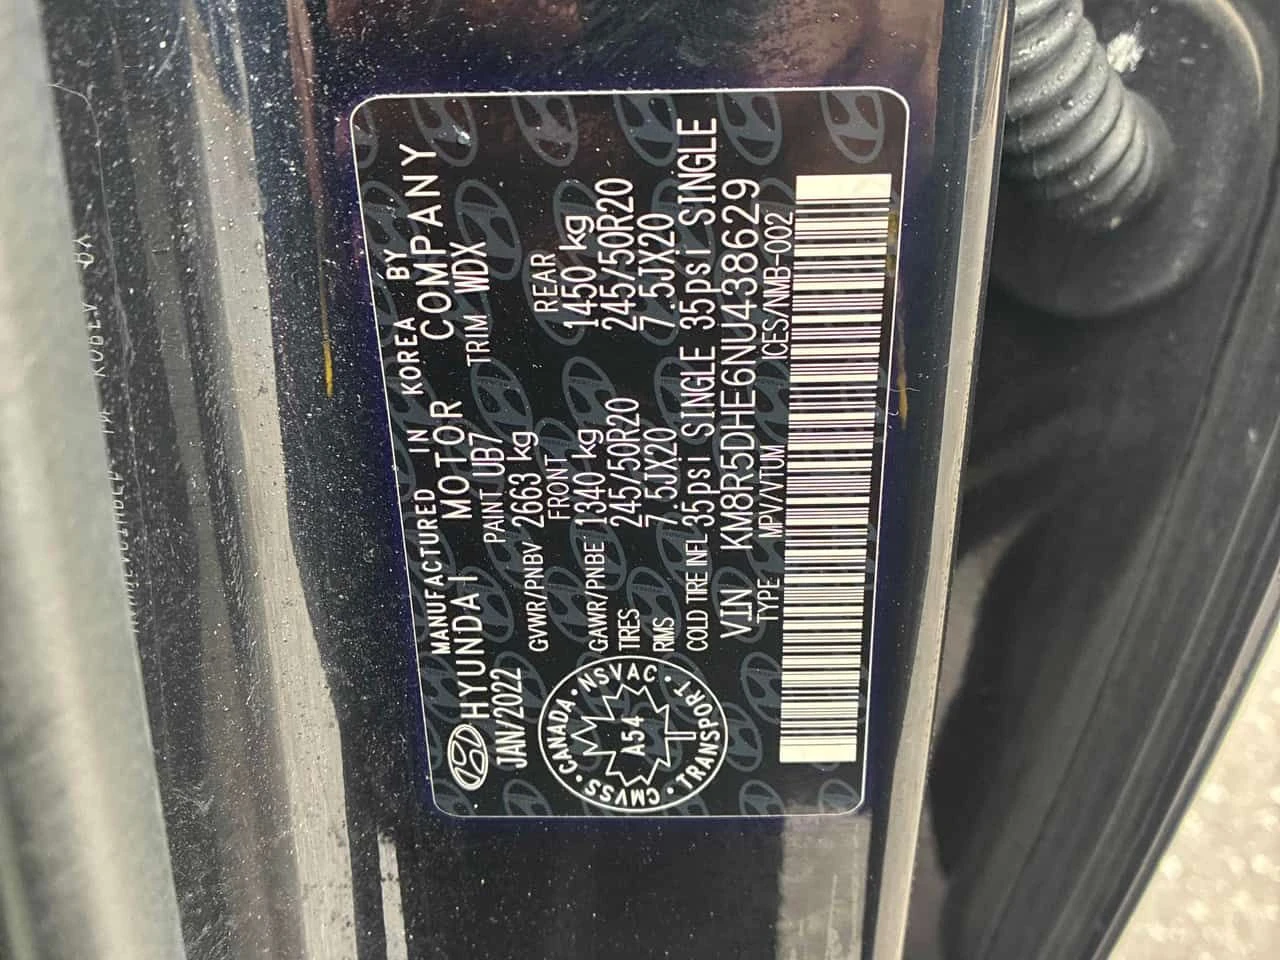 MANUFACTURED IN KOREA BY
HYUNDAI MOTOR COMPANY
JAN/2022 PAINT UB7 TRIM WDX
GVWR/PNBV 2663 kg
FRONT REAR
GAWR/PNBE 1340 kg 1450 kg
TIRES 245/50R20 245/50R20
RIMS 7.5JX20 7.5JX20
COLD TIRE INFL 35psi SINGLE 35psi SINGLE
VIN KM8R5DHE6NU438629
TYPE MPV/VTUM ICES/NMB-002
CANADA · NSVAC · TRANSPORT · CMVSS
A54